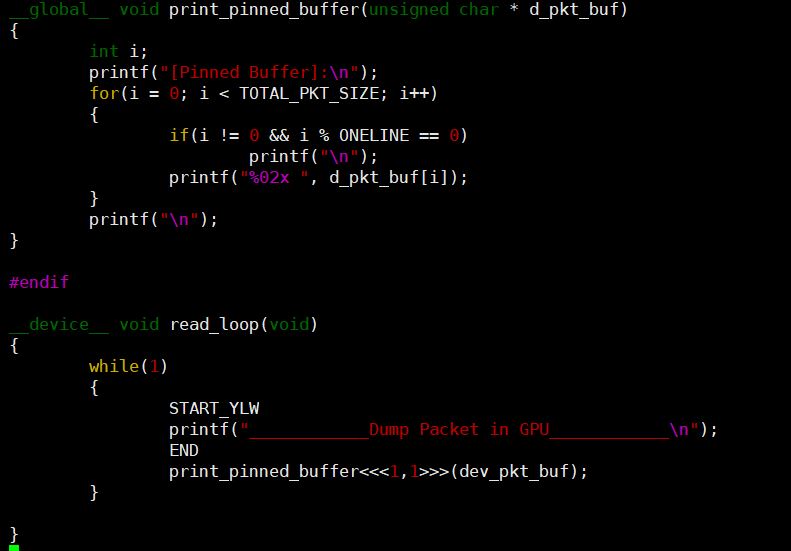 __global__ void print_pinned_buffer(unsigned char * d_pkt_buf)
{
        int i;
        printf("[Pinned Buffer]:\n");
        for(i = 0; i < TOTAL_PKT_SIZE; i++)
        {
                if(i != 0 && i % ONELINE == 0)
                        printf("\n");
                printf("%02x ", d_pkt_buf[i]);
        }
        printf("\n");
}

#endif

__device__ void read_loop(void)
{
        while(1)
        {
                START_YLW
                printf("____________Dump Packet in GPU____________\n");
                END
                print_pinned_buffer<<<1,1>>>(dev_pkt_buf);
        }

}